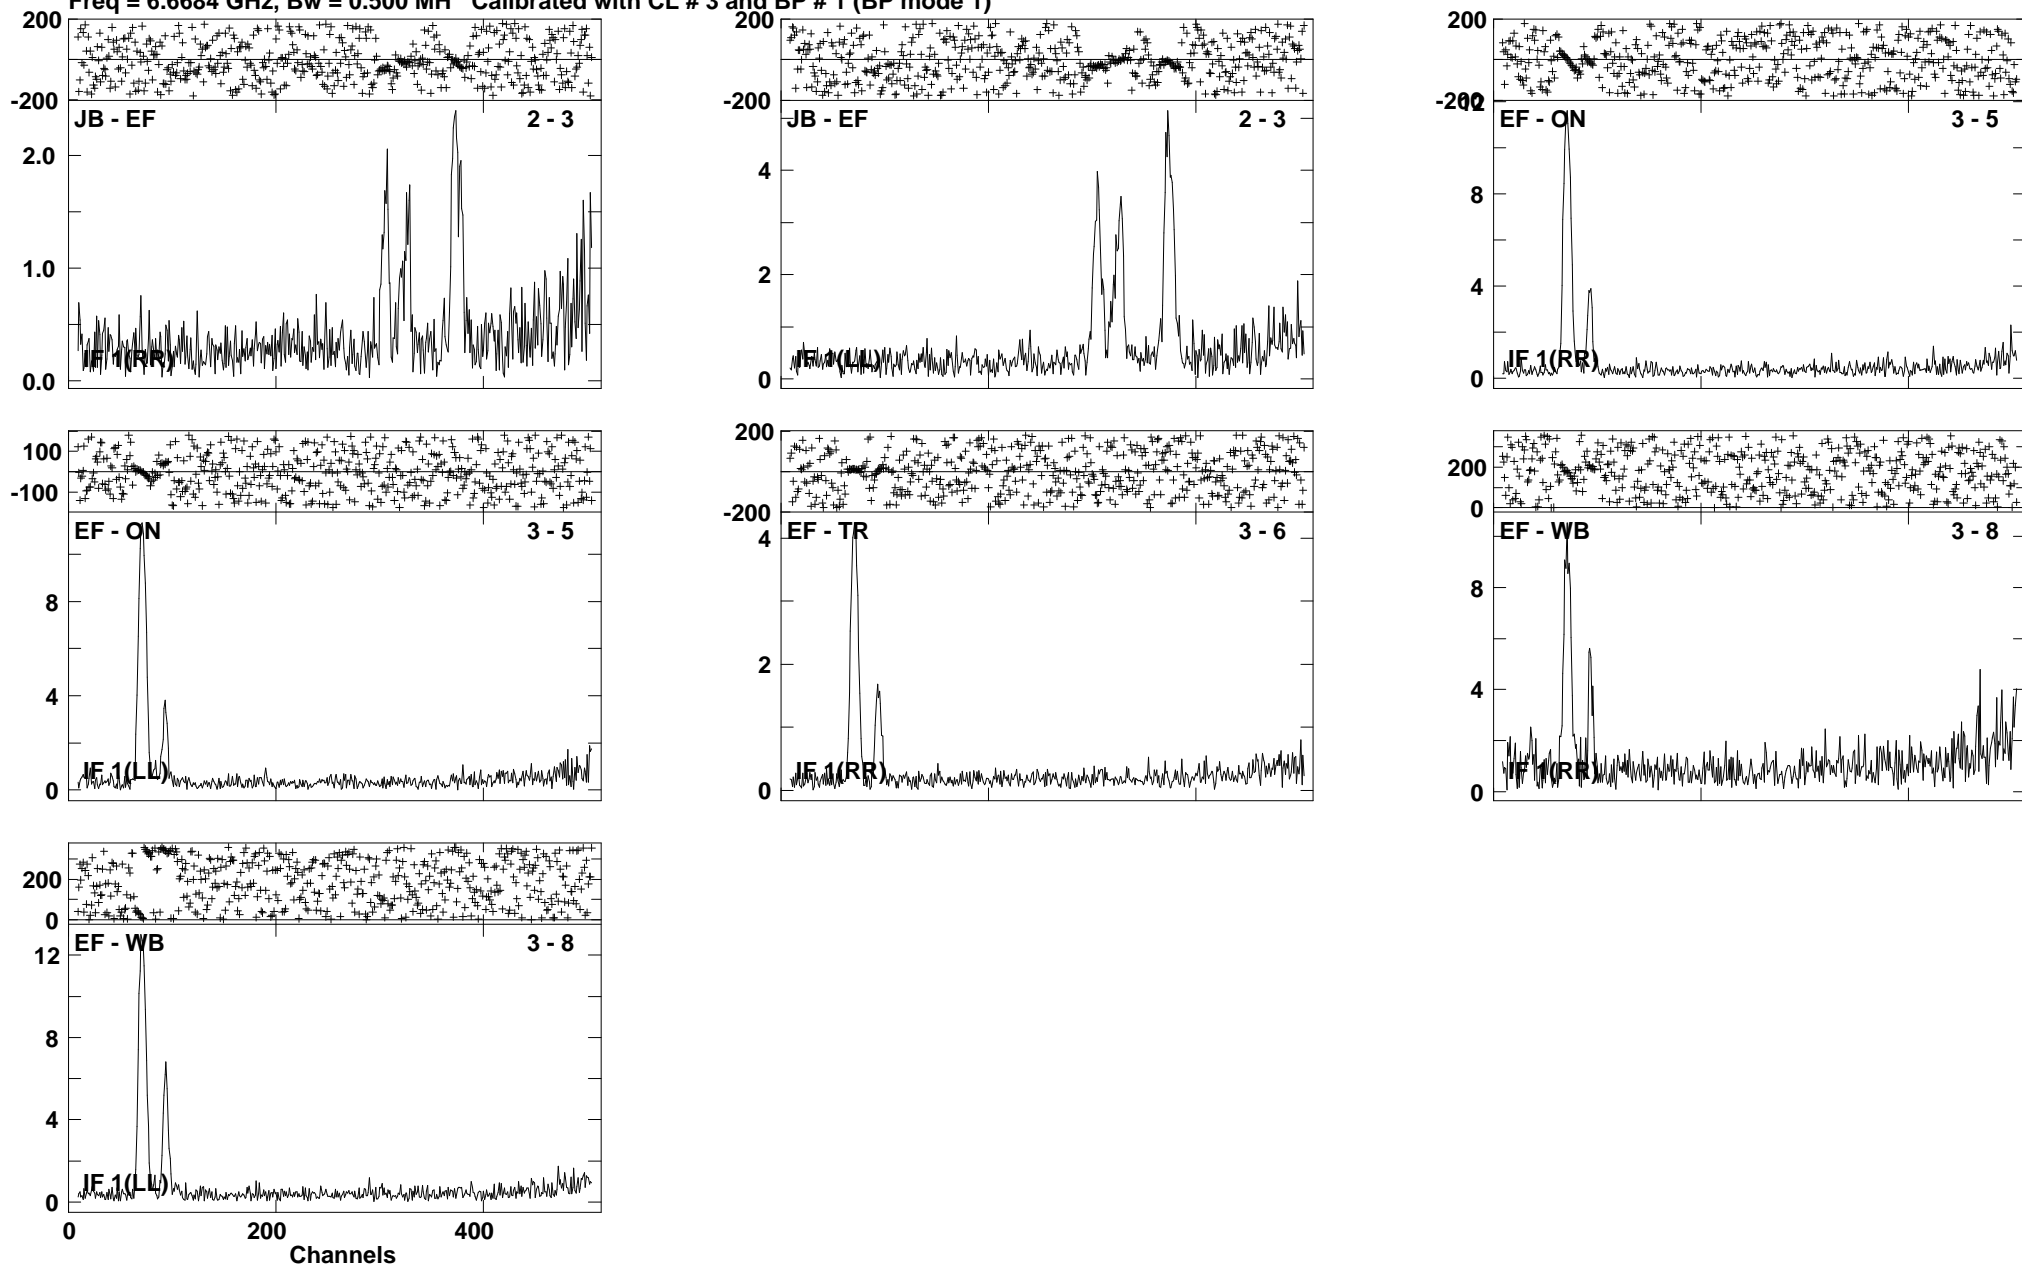 Freq = 6.6684 GHz, Bw = 0.500 MH Calibrated with CL # 3 and BP # 1 (BP mode 1)
200
-200
JB - EF 2 - 3
2.0
1.0
0.0
IF 1(RR)
200
-200
JB - EF 2 - 3
4
2
0
IF 1(LL)
200
-200
12
EF - ON 3 - 5
8
4
0
IF 1(RR)
100
-100
EF - ON 3 - 5
8
4
0
IF 1(LL)
200
-200
EF - TR 3 - 6
4
2
0
IF 1(RR)
200
0
EF - WB 3 - 8
8
4
0
IF 1(RR)
200
0
EF - WB 3 - 8
12
8
4
0
IF 1(LL)
0 200 400
Channels